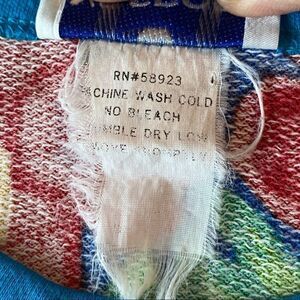 RN#58923
CHINE WASH COLD
NO BLEACH
MBLE DRY LOW